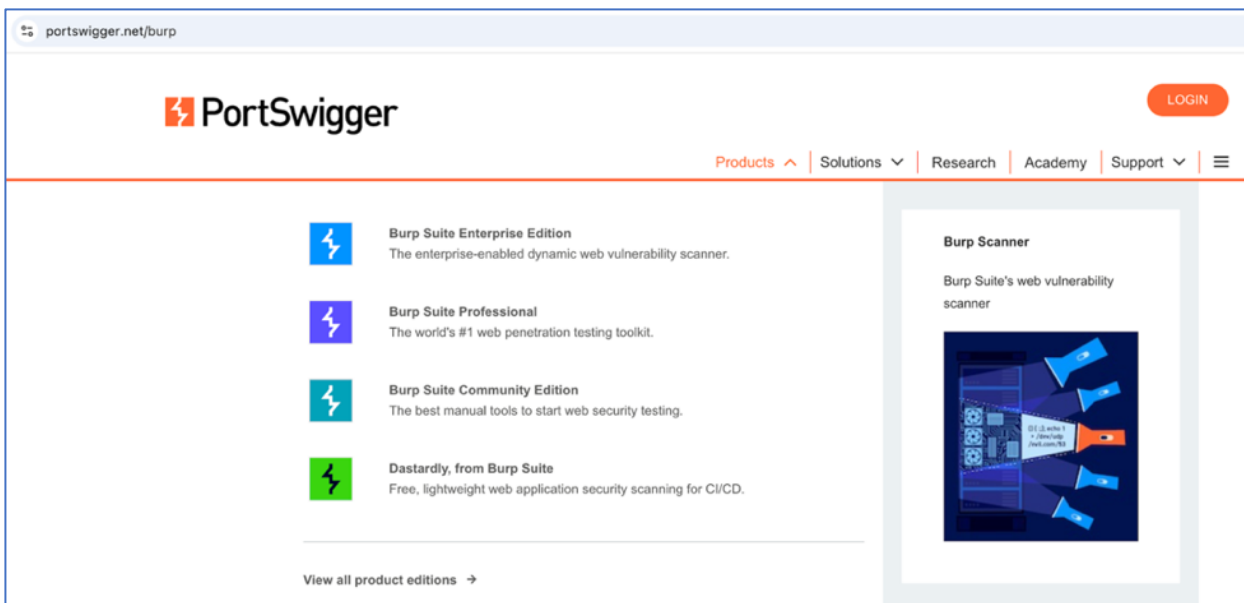 portswigger.net/burp
PortSwigger
LOGIN
Products
Solutions
Research
Academy
Support
Burp Suite Enterprise Edition
The enterprise-enabled dynamic web vulnerability scanner.
Burp Suite Professional
The world's #1 web penetration testing toolkit.
Burp Suite Community Edition
The best manual tools to start web security testing.
Dastardly, from Burp Suite
Free, lightweight web application security scanning for CI/CD.
View all product editions →
Burp Scanner
Burp Suite's web vulnerability
scanner